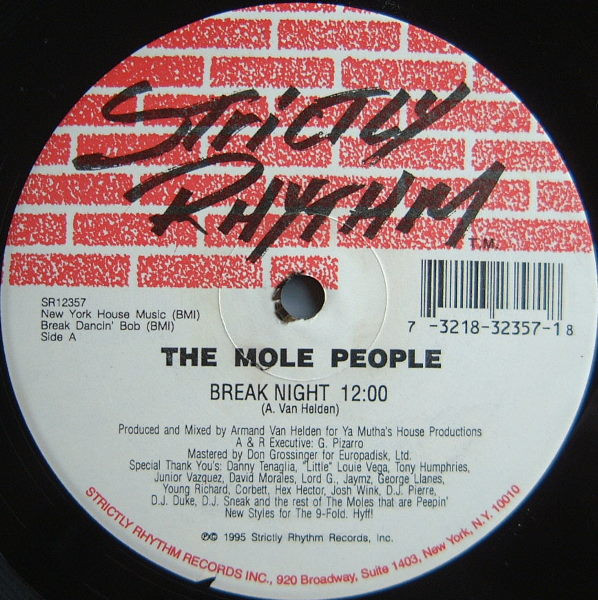 STRICTLY
RHYTHM
T.M.
SR12357
New York House Music (BMI)
Break Dancin' Bob (BMI)
Side A
7 -3218-32357-1 8
THE MOLE PEOPLE
BREAK NIGHT 12:00
(A. Van Helden)
Produced and Mixed by Armand Van Helden for Ya Mutha's House Productions
A & R Executive: G. Pizarro
Mastered by Don Grossinger for Europadisk, Ltd.
Special Thank You's: Danny Tenaglia, "Little" Louie Vega, Tony Humphries,
Junior Vazquez, David Morales, Lord G., Jaymz, George Llanes,
Young Richard, Corbett, Hex Hector, Josh Wink, D.J. Pierre,
D.J. Duke, D.J. Sneak and the rest of The Moles that are Peepin'
New Styles for The 9-Fold. Hyff!
℗© 1995 Strictly Rhythm Records, Inc.
STRICTLY RHYTHM RECORDS INC., 920 Broadway, Suite 1403, New York, N.Y. 10010